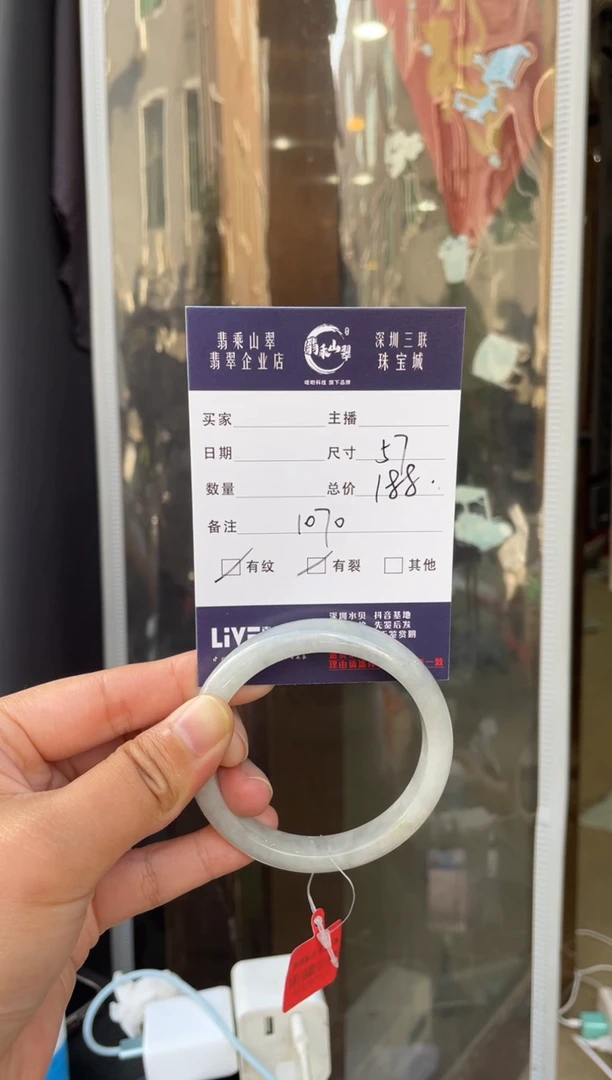 翡乘山翠
翡翠企业店
翡乘山翠
深圳三联
珠宝城
买家
主播
日期
尺寸 57
数量
总价 188.
备注 1070
有纹
有裂
其他
LIVE
深圳水贝 抖音基地
先鉴后发